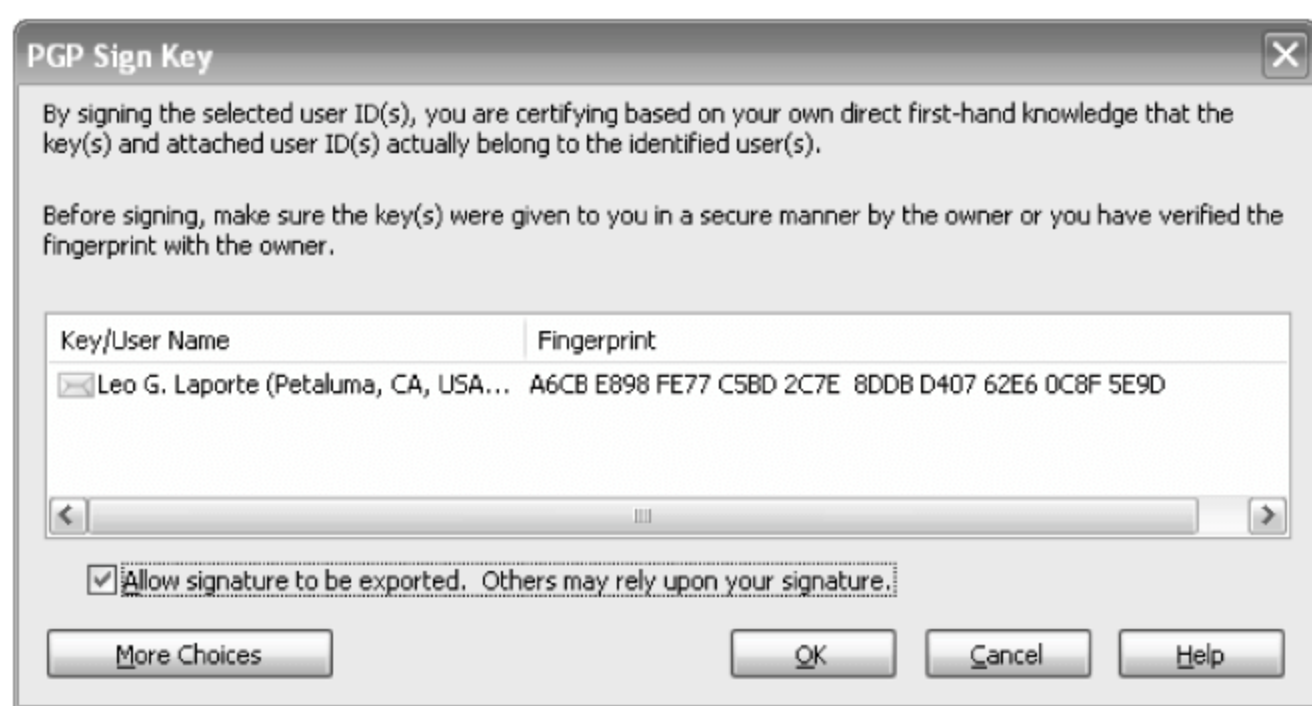 PGP Sign Key
By signing the selected user ID(s), you are certifying based on your own direct first-hand knowledge that the
key(s) and attached user ID(s) actually belong to the identified user(s).
Before signing, make sure the key(s) were given to you in a secure manner by the owner or you have verified the
fingerprint with the owner.
Key/User Name Fingerprint
Leo G. Laporte (Petaluma, CA, USA... A6CB E898 FE77 C5BD 2C7E 8DDB D407 62E6 0C8F 5E9D
Allow signature to be exported. Others may rely upon your signature.
More Choices OK Cancel Help